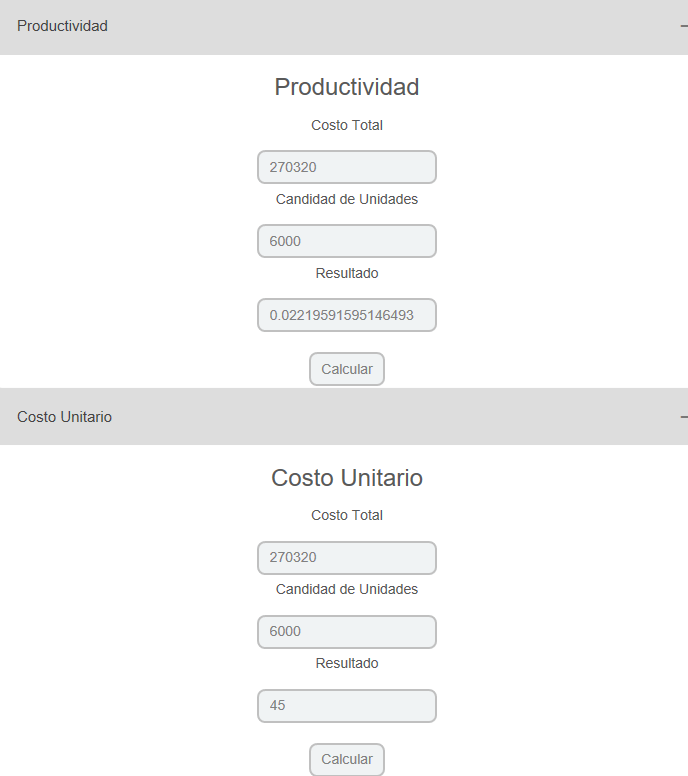 Productividad
Productividad
Costo Total
270320
Candidad de Unidades
6000
Resultado
0.02219591595146493
Calcular
Costo Unitario
Costo Unitario
Costo Total
270320
Candidad de Unidades
6000
Resultado
45
Calcular